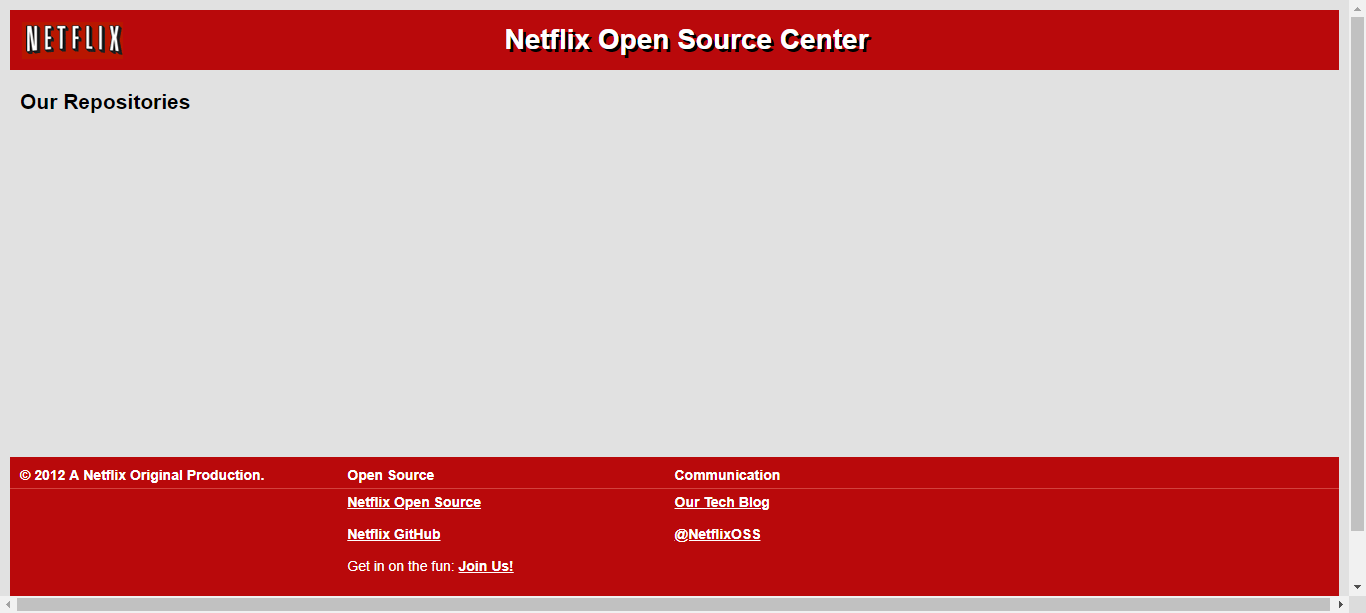 NETFLIX
Netflix Open Source Center
Our Repositories
© 2012 A Netflix Original Production.
Open Source
Communication
Netflix Open Source
Our Tech Blog
Netflix GitHub
@NetflixOSS
Get in on the fun: Join Us!